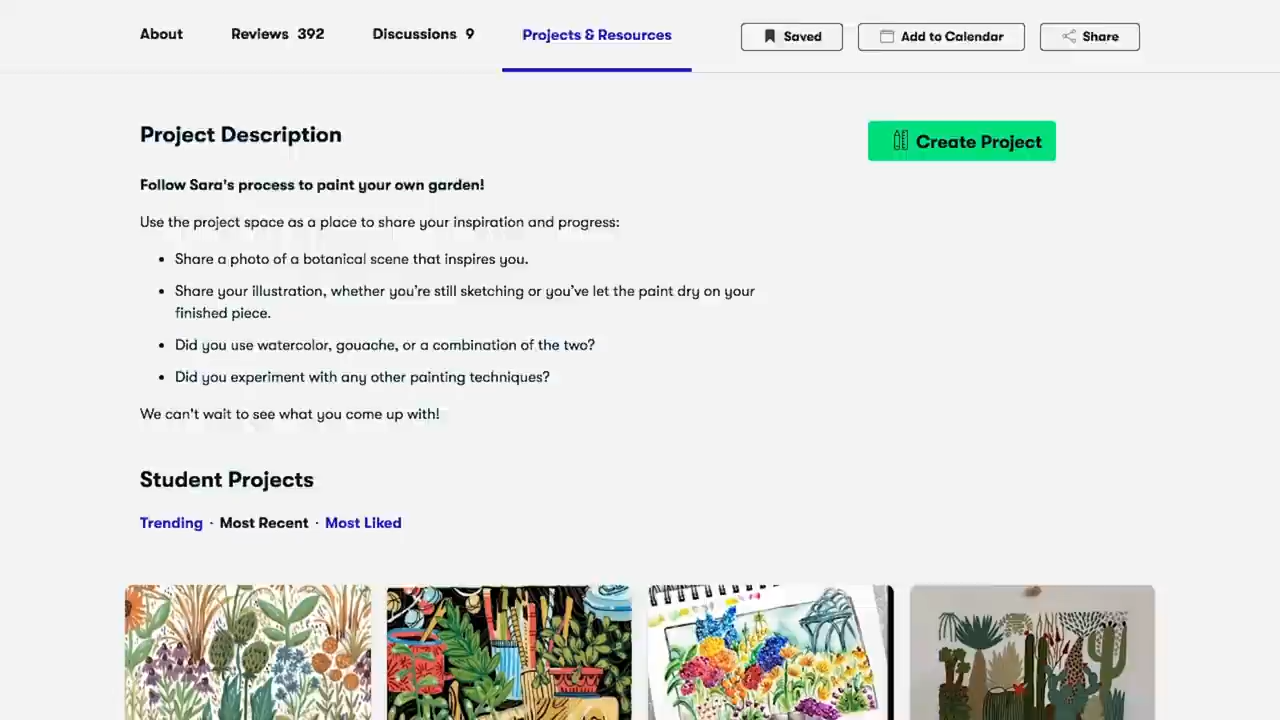 About Reviews 392 Discussions 9 Projects & Resources Saved Add to Calendar Share
Project Description
Create Project
Follow Sara's process to paint your own garden!
Use the project space as a place to share your inspiration and progress:
• Share a photo of a botanical scene that inspires you.
• Share your illustration, whether you're still sketching or you've let the paint dry on your
finished piece.
• Did you use watercolor, gouache, or a combination of the two?
• Did you experiment with any other painting techniques?
We can't wait to see what you come up with!
Student Projects
Trending · Most Recent · Most Liked